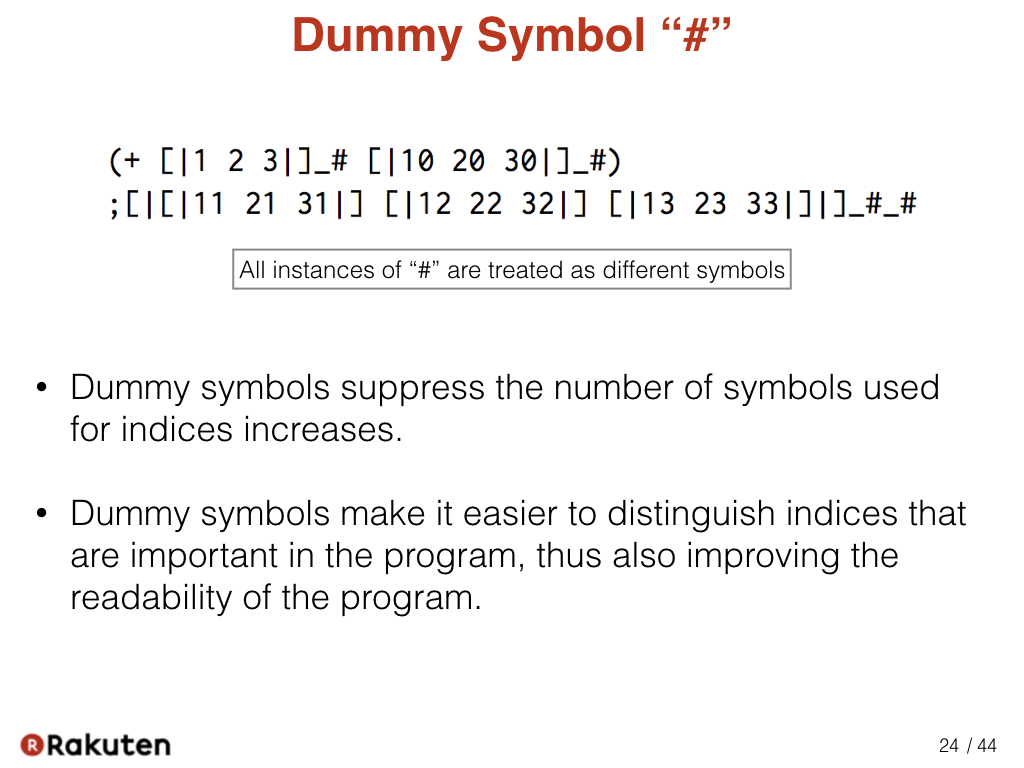 Dummy Symbol “#”
(+ [|1 2 3|]_# [|10 20 30|]_#)
;[|[|11 21 31|] [|12 22 32|] [|13 23 33|]|]_#_#
All instances of “#” are treated as different symbols
• Dummy symbols suppress the number of symbols used
for indices increases.
• Dummy symbols make it easier to distinguish indices that
are important in the program, thus also improving the
readability of the program.
R Rakuten
24 / 44